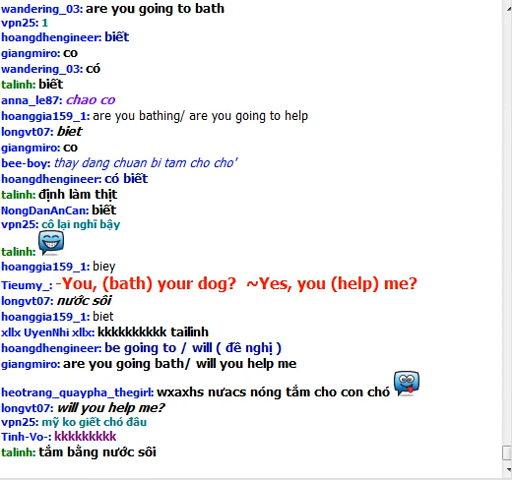 wandering_03: are you going to bath
vpn25: 1
hoangdhengineer: biết
giangmiro: co
wandering_03: có
talinh: biết
anna_le87: chao co
hoanggia159_1: are you bathing/ are you going to help
longvt07: biet
giangmiro: co
bee-boy: thay dang chuan bi tam cho cho'
hoangdhengineer: có biết
talinh: định làm thịt
NongDanAnCan: biết
vpn25: cô lại nghĩ bậy
talinh:
hoanggia159_1: biey
Tieumy_: -You, (bath) your dog? ~Yes, you (help) me?
longvt07: nước sôi
hoanggia159_1: biet
xllx UyenNhi xllx: kkkkkkkkkk tailinh
hoangdhengineer: be going to / will ( đề nghị )
giangmiro: are you going bath/ will you help me
heotrang_quaypha_thegirl: wxaxhs nưacs nóng tắm cho con chó
longvt07: will you help me?
vpn25: mỹ ko giết chó đâu
Tinh-Vo-: kkkkkkkkk
talinh: tắm bằng nước sôi